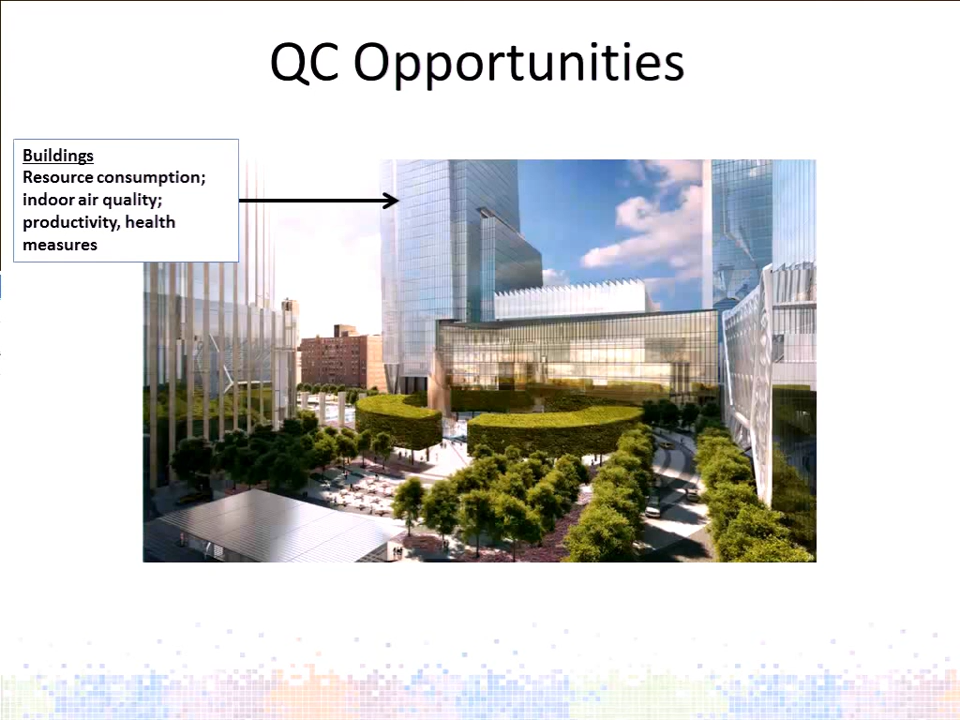 QC Opportunities
Buildings
Resource consumption;
indoor air quality;
productivity, health
measures